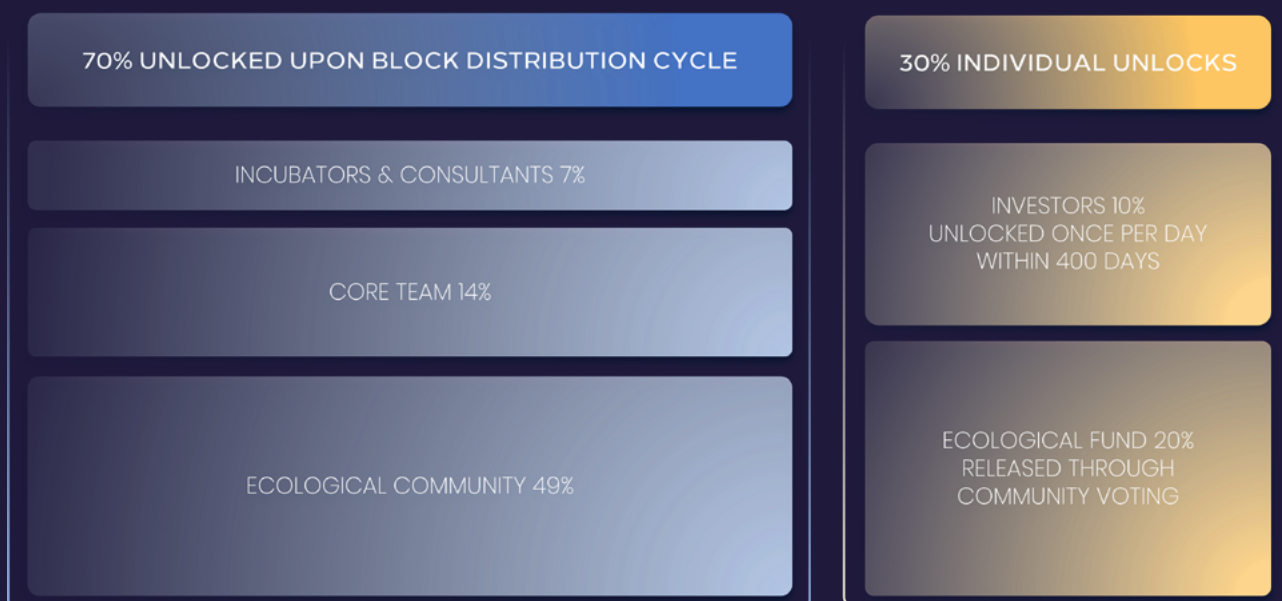 70% UNLOCKED UPON BLOCK DISTRIBUTION CYCLE
INCUBATORS & CONSULTANTS 7%
CORE TEAM 14%
ECOLOGICAL COMMUNITY 49%
30% INDIVIDUAL UNLOCKS
INVESTORS 10%
UNLOCKED ONCE PER DAY
WITHIN 400 DAYS
ECOLOGICAL FUND 20%
RELEASED THROUGH
COMMUNITY VOTING